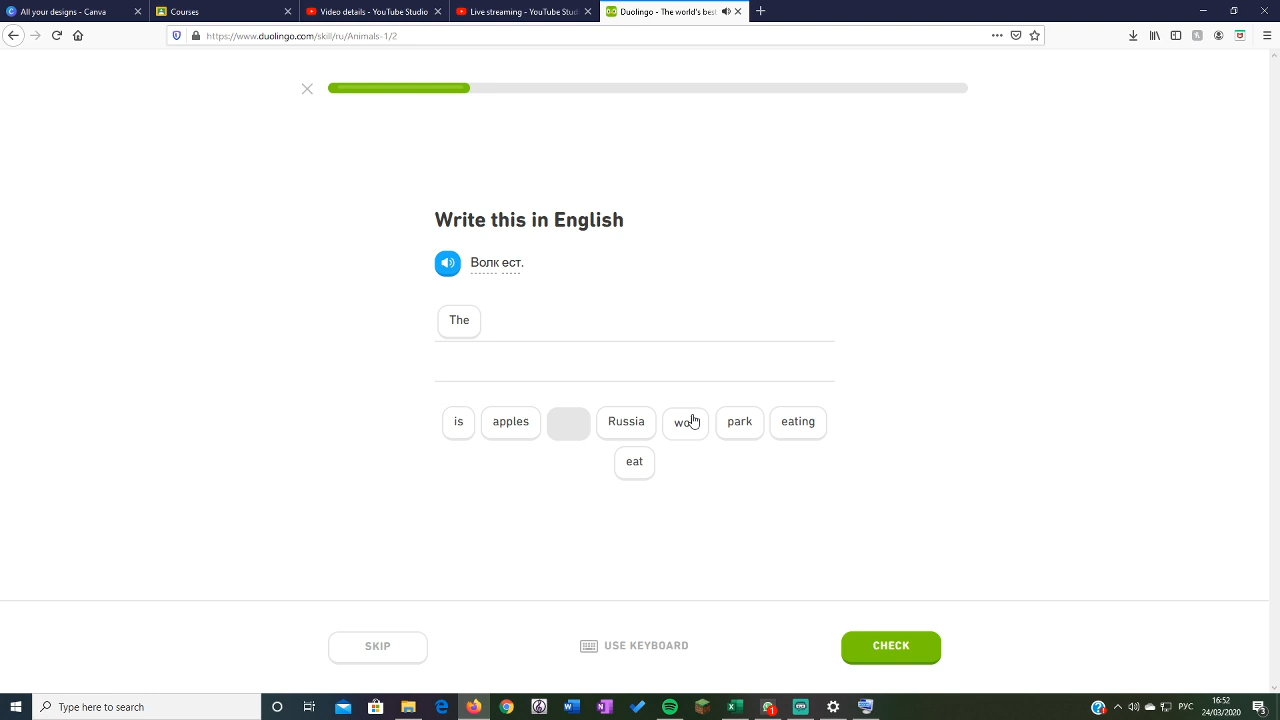 All your designs - Canva
Courses
Video details - YouTube Studio
Live streaming - YouTube Stud
Duolingo - The world's best
https://www.duolingo.com/skill/ru/Animals-1/2
Write this in English
Волк ест.
The
is
apples
Russia
park
eating
eat
SKIP
USE KEYBOARD
CHECK
Type here to search
РУС
16:52
24/03/2020